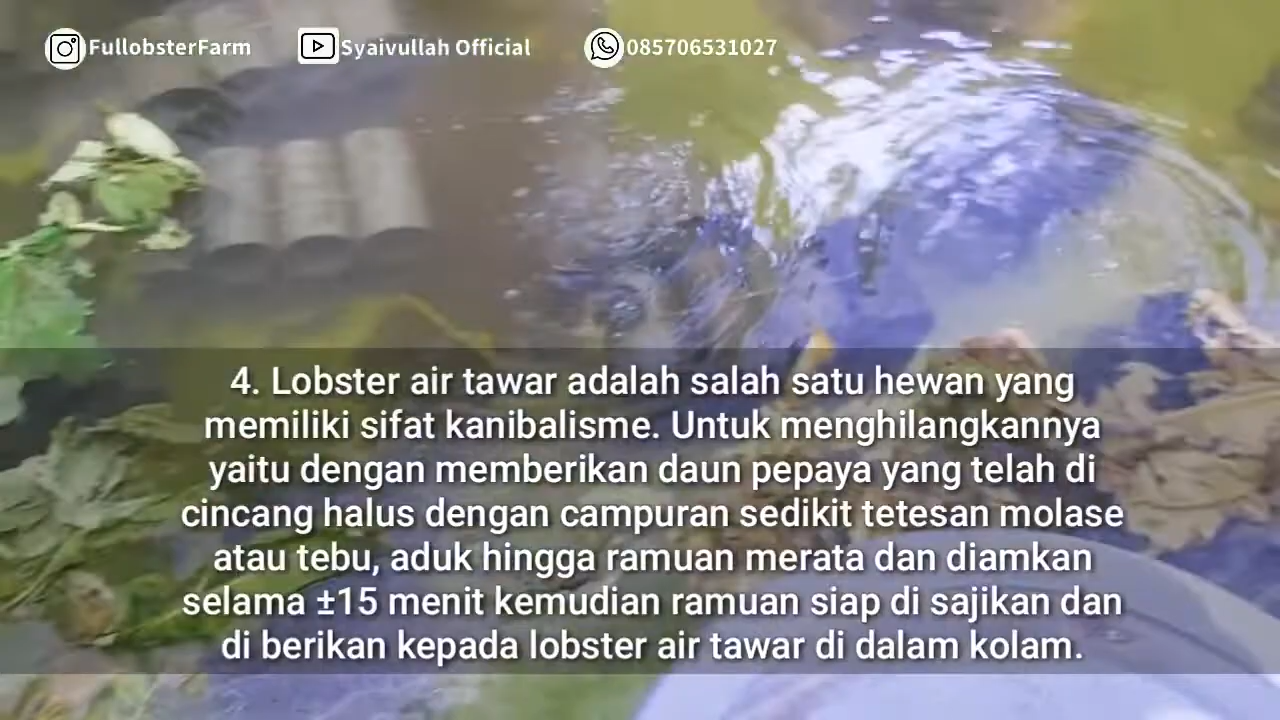 FullobsterFarm Syaivullah Official 085706531027
4. Lobster air tawar adalah salah satu hewan yang
memiliki sifat kanibalisme. Untuk menghilangkannya
yaitu dengan memberikan daun pepaya yang telah di
cincang halus dengan campuran sedikit tetesan molase
atau tebu, aduk hingga ramuan merata dan diamkan
selama ±15 menit kemudian ramuan siap di sajikan dan
di berikan kepada lobster air tawar di dalam kolam.